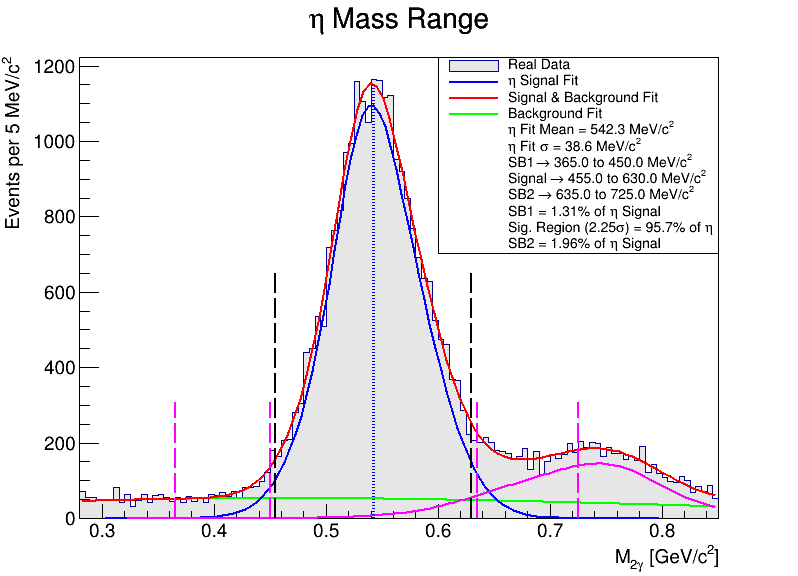 η Mass Range
Events per 5 MeV/c²
1200
1000
800
600
400
200
0
Real Data
η Signal Fit
Signal & Background Fit
Background Fit
η Fit Mean = 542.3 MeV/c²
η Fit σ = 38.6 MeV/c²
SB1 → 365.0 to 450.0 MeV/c²
Signal → 455.0 to 630.0 MeV/c²
SB2 → 635.0 to 725.0 MeV/c²
SB1 = 1.31% of η Signal
Sig. Region (2.25σ) = 95.7% of η
SB2 = 1.96% of η Signal
0.3 0.4 0.5 0.6 0.7 0.8
M₂γ [GeV/c²]